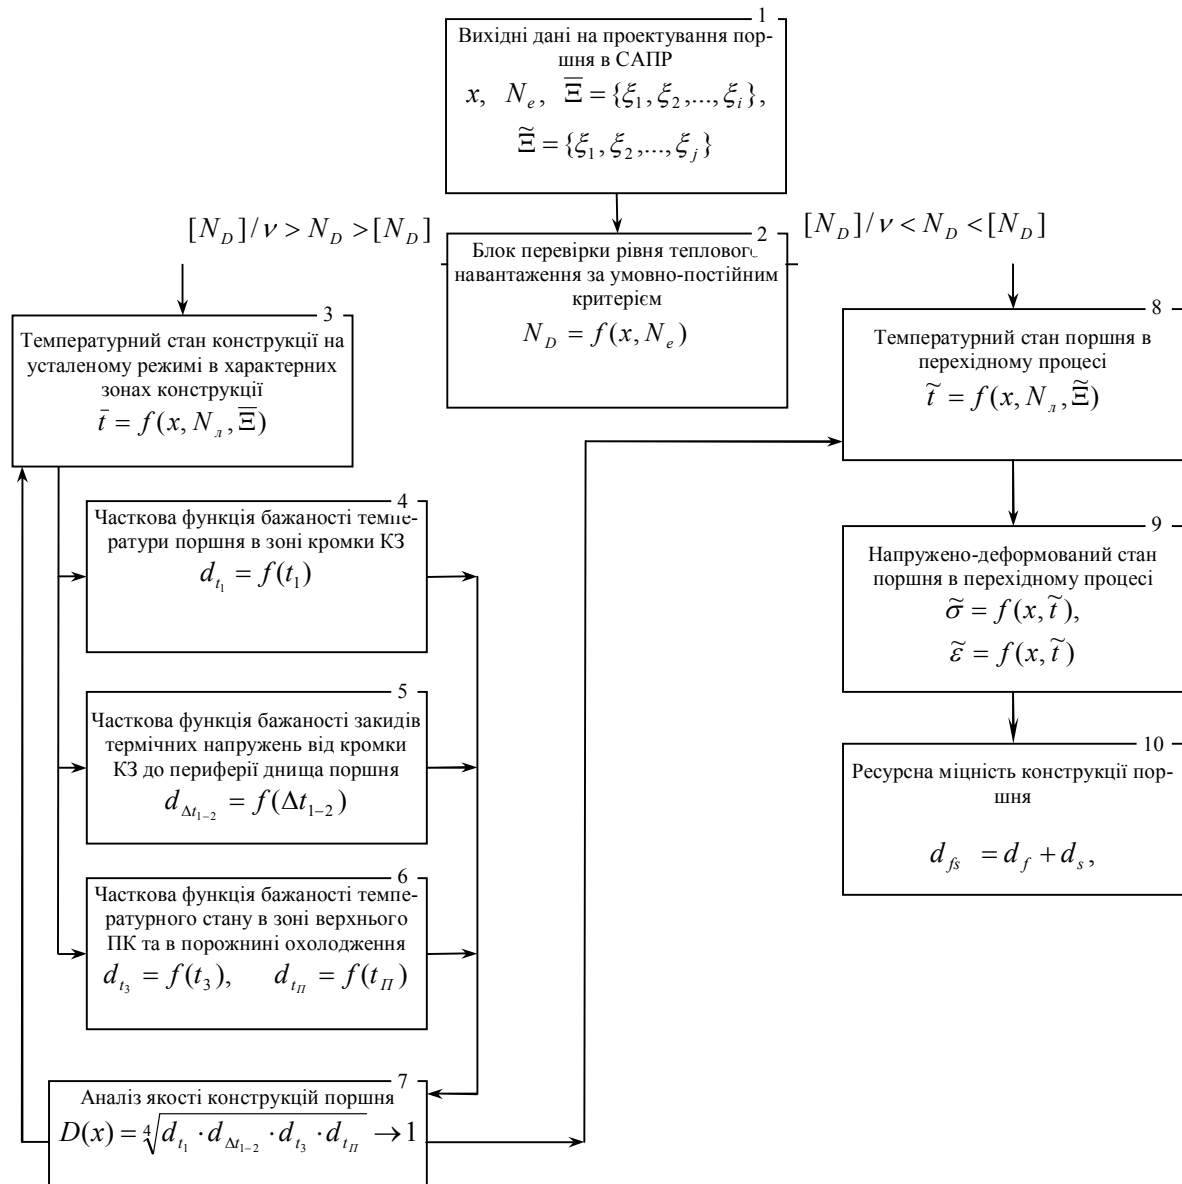 1
Вихідні дані на проектування пор-
шня в САПР
x, N_e, Ξ̅ = {ξ_1, ξ_2,..., ξ_i},
Ξ̃ = {ξ_1, ξ_2,..., ξ_j}
[N_D]/ν > N_D >[N_D]
[N_D]/ν < N_D <[N_D]
2
Блок перевірки рівня теплового
навантаження за умовно-постійним
критерієм
N_D = f(x, N_e)
3
Температурний стан конструкції на
усталеному режимі в характерних
зонах конструкції
t̄ = f(x, N_л, Ξ̅)
4
Часткова функція бажаності темпе-
ратури поршня в зоні кромки КЗ
d_{t_1} = f(t_1)
5
Часткова функція бажаності закидів
термічних напружень від кромки
КЗ до периферії днища поршня
d_{Δt_{1−2}} = f(Δt_{1−2})
6
Часткова функція бажаності темпе-
ратурного стану в зоні верхнього
ПК та в порожнині охолодження
d_{t_3} = f(t_3), d_{t_П} = f(t_П)
7
Аналіз якості конструкцій поршня
D(x) = ∜(d_{t_1} · d_{Δt_{1−2}} · d_{t_3} · d_{t_П}) → 1
8
Температурний стан поршня в
перехідному процесі
t̃ = f(x, N_л, Ξ̃)
9
Напружено-деформований стан
поршня в перехідному процесі
σ̃ = f(x, t̃),
ε̃ = f(x, t̃)
10
Ресурсна міцність конструкції пор-
шня
d_{fs} = d_f + d_s,